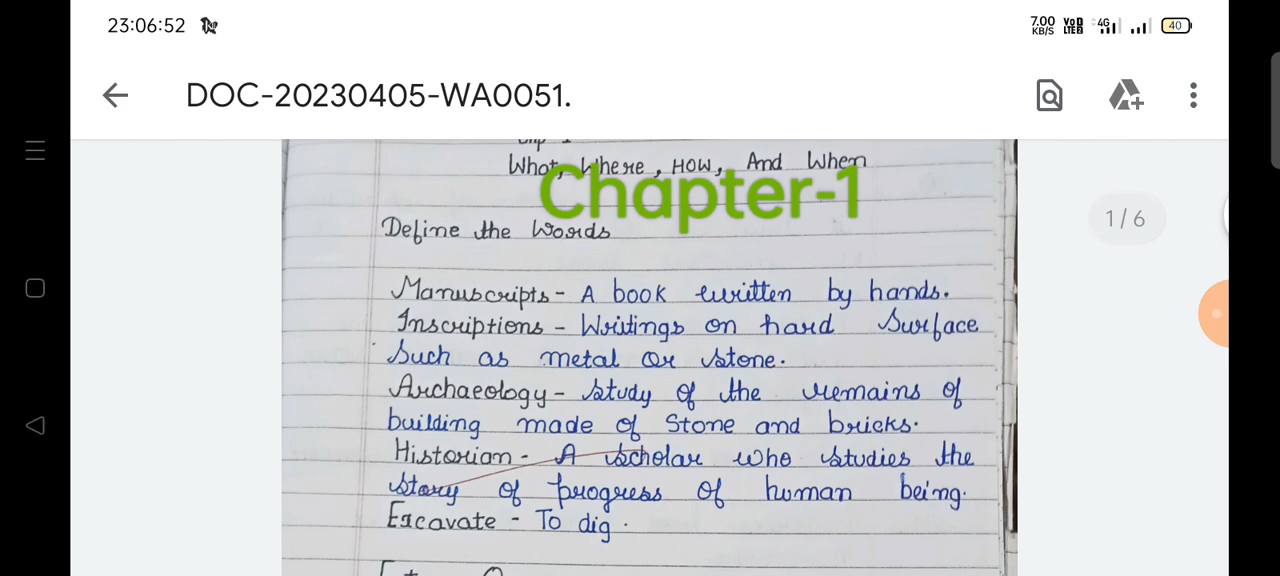 23:06:52 7.00 KB/S VoD LTE2 4G 40
DOC-20230405-WA0051.
What, Where, How, And When
Chapter-1
1 / 6
Define the Words
Manuscripts - A book written by hands.
Inscriptions - Writings on hard Surface
Such as metal or stone.
Archaeology - study of the remains of
building made of Stone and bricks.
Historian - A scholar who studies the
story of progress of human being.
Excavate - To dig.